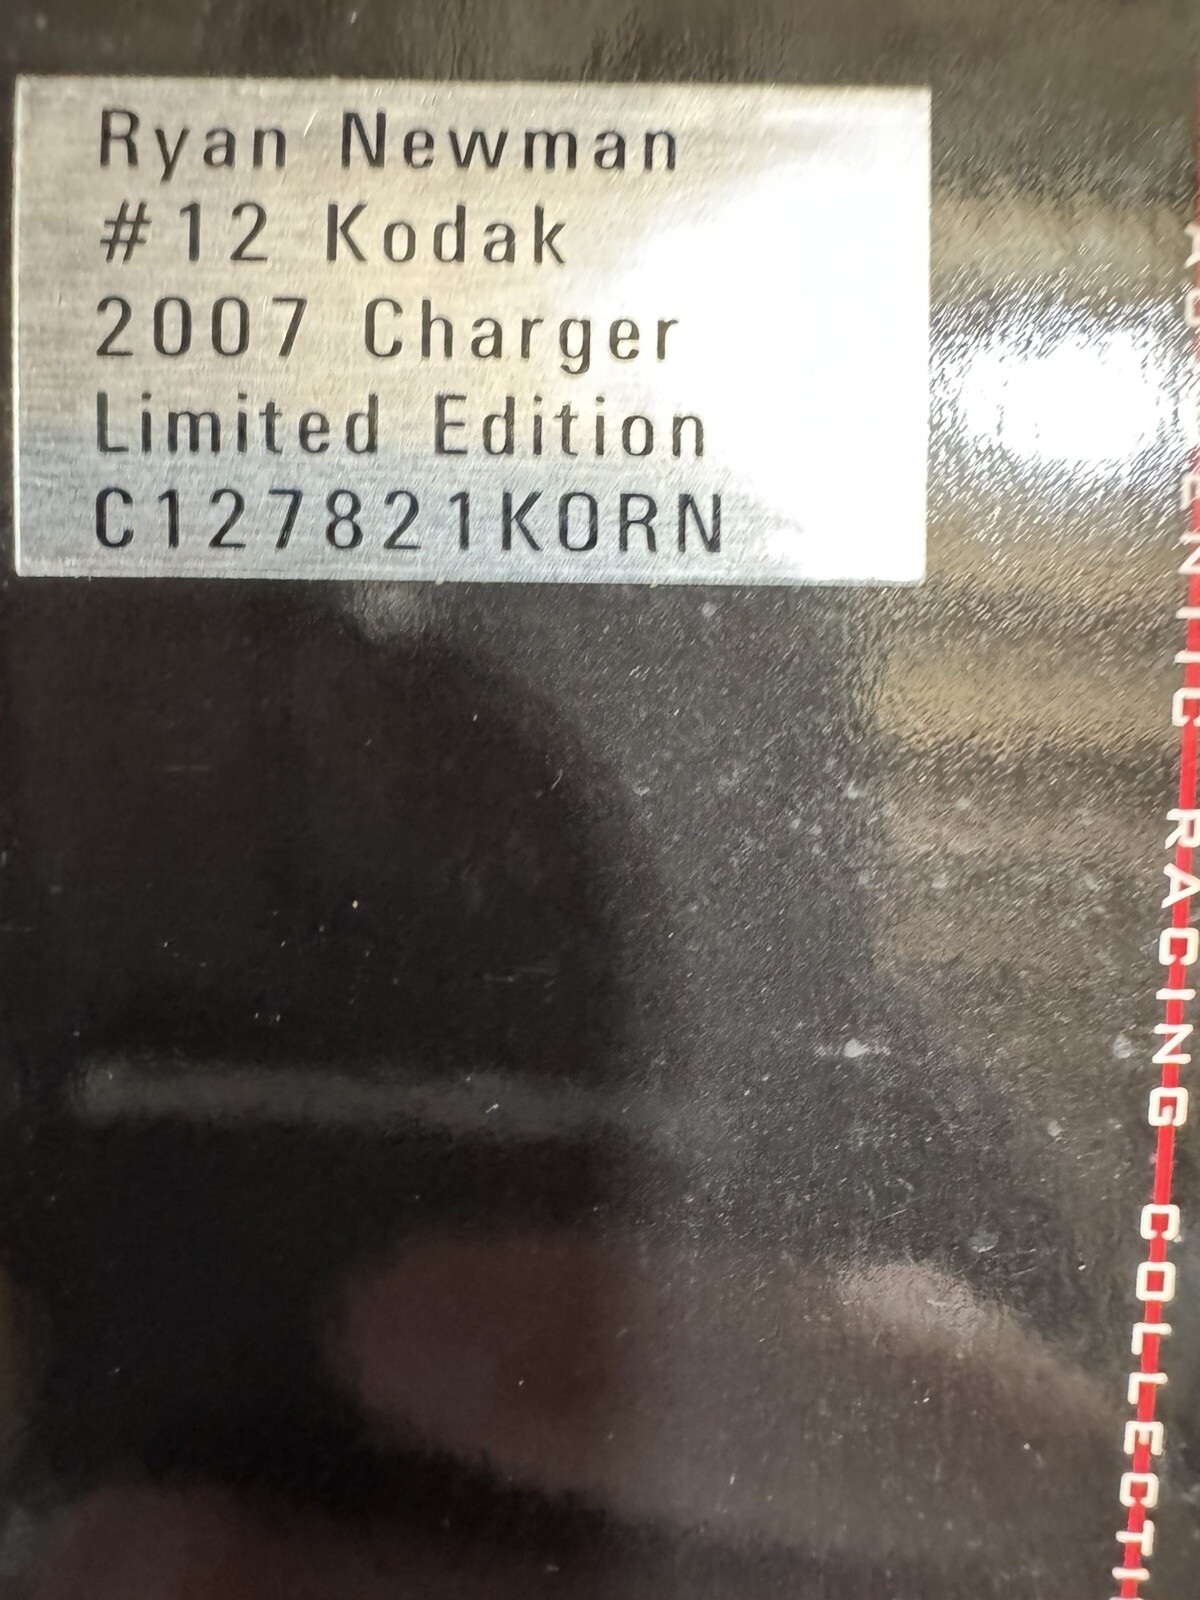 Ryan Newman
#12 Kodak
2007 Charger
Limited Edition
C127821KORN
RACING COLLECTI